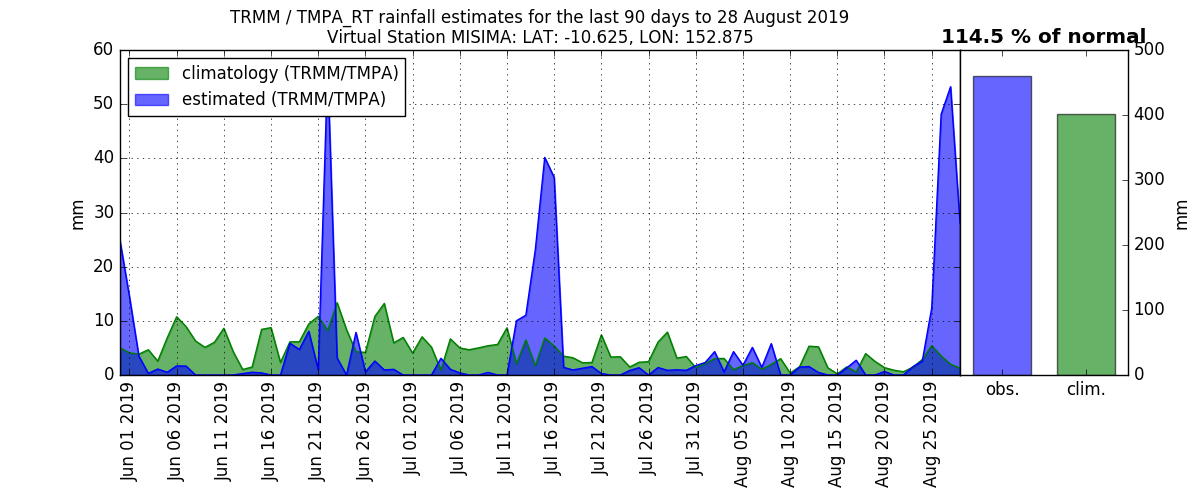 TRMM / TMPA_RT rainfall estimates for the last 90 days to 28 August 2019
Virtual Station MISIMA: LAT: -10.625, LON: 152.875
114.5 % of normal
climatology (TRMM/TMPA)
estimated (TRMM/TMPA)
60
50
40
30
20
10
0
mm
500
400
300
200
100
0
mm
Jun 01 2019
Jun 06 2019
Jun 11 2019
Jun 16 2019
Jun 21 2019
Jun 26 2019
Jul 01 2019
Jul 06 2019
Jul 11 2019
Jul 16 2019
Jul 21 2019
Jul 26 2019
Jul 31 2019
Aug 05 2019
Aug 10 2019
Aug 15 2019
Aug 20 2019
Aug 25 2019
obs.
clim.